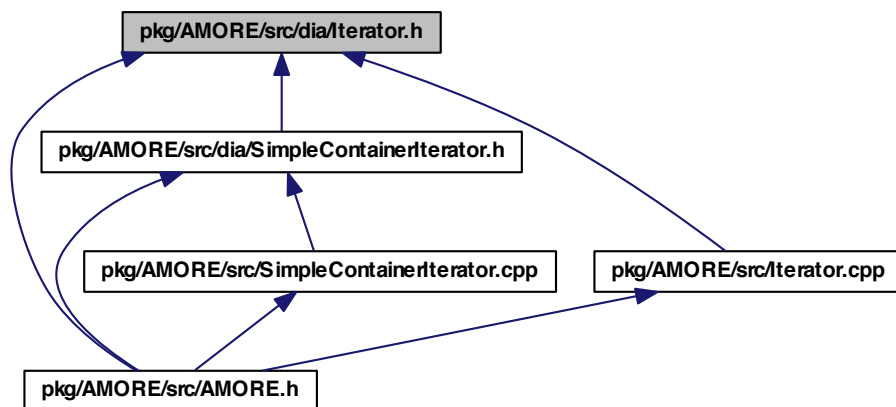 pkg/AMORE/src/dia/Iterator.h
pkg/AMORE/src/dia/SimpleContainerIterator.h
pkg/AMORE/src/SimpleContainerIterator.cpp
pkg/AMORE/src/Iterator.cpp
pkg/AMORE/src/AMORE.h